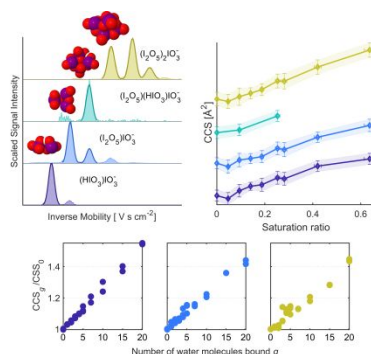 Scaled Signal Intensity
(I₂O₅)₂IO₃⁻
(I₂O₅)(HIO₃)IO₃⁻
(I₂O₅)IO₃⁻
(HIO₃)IO₃⁻
Inverse Mobility [ V s cm⁻²
CCS [Å²]
0 0.2 0.4 0.6
Saturation ratio
CCS_g /CSS₀
1.4
1.2
1
0 5 10 15 20
0 5 10 15 20
0 5 10 15 20
Number of water molecules bound g